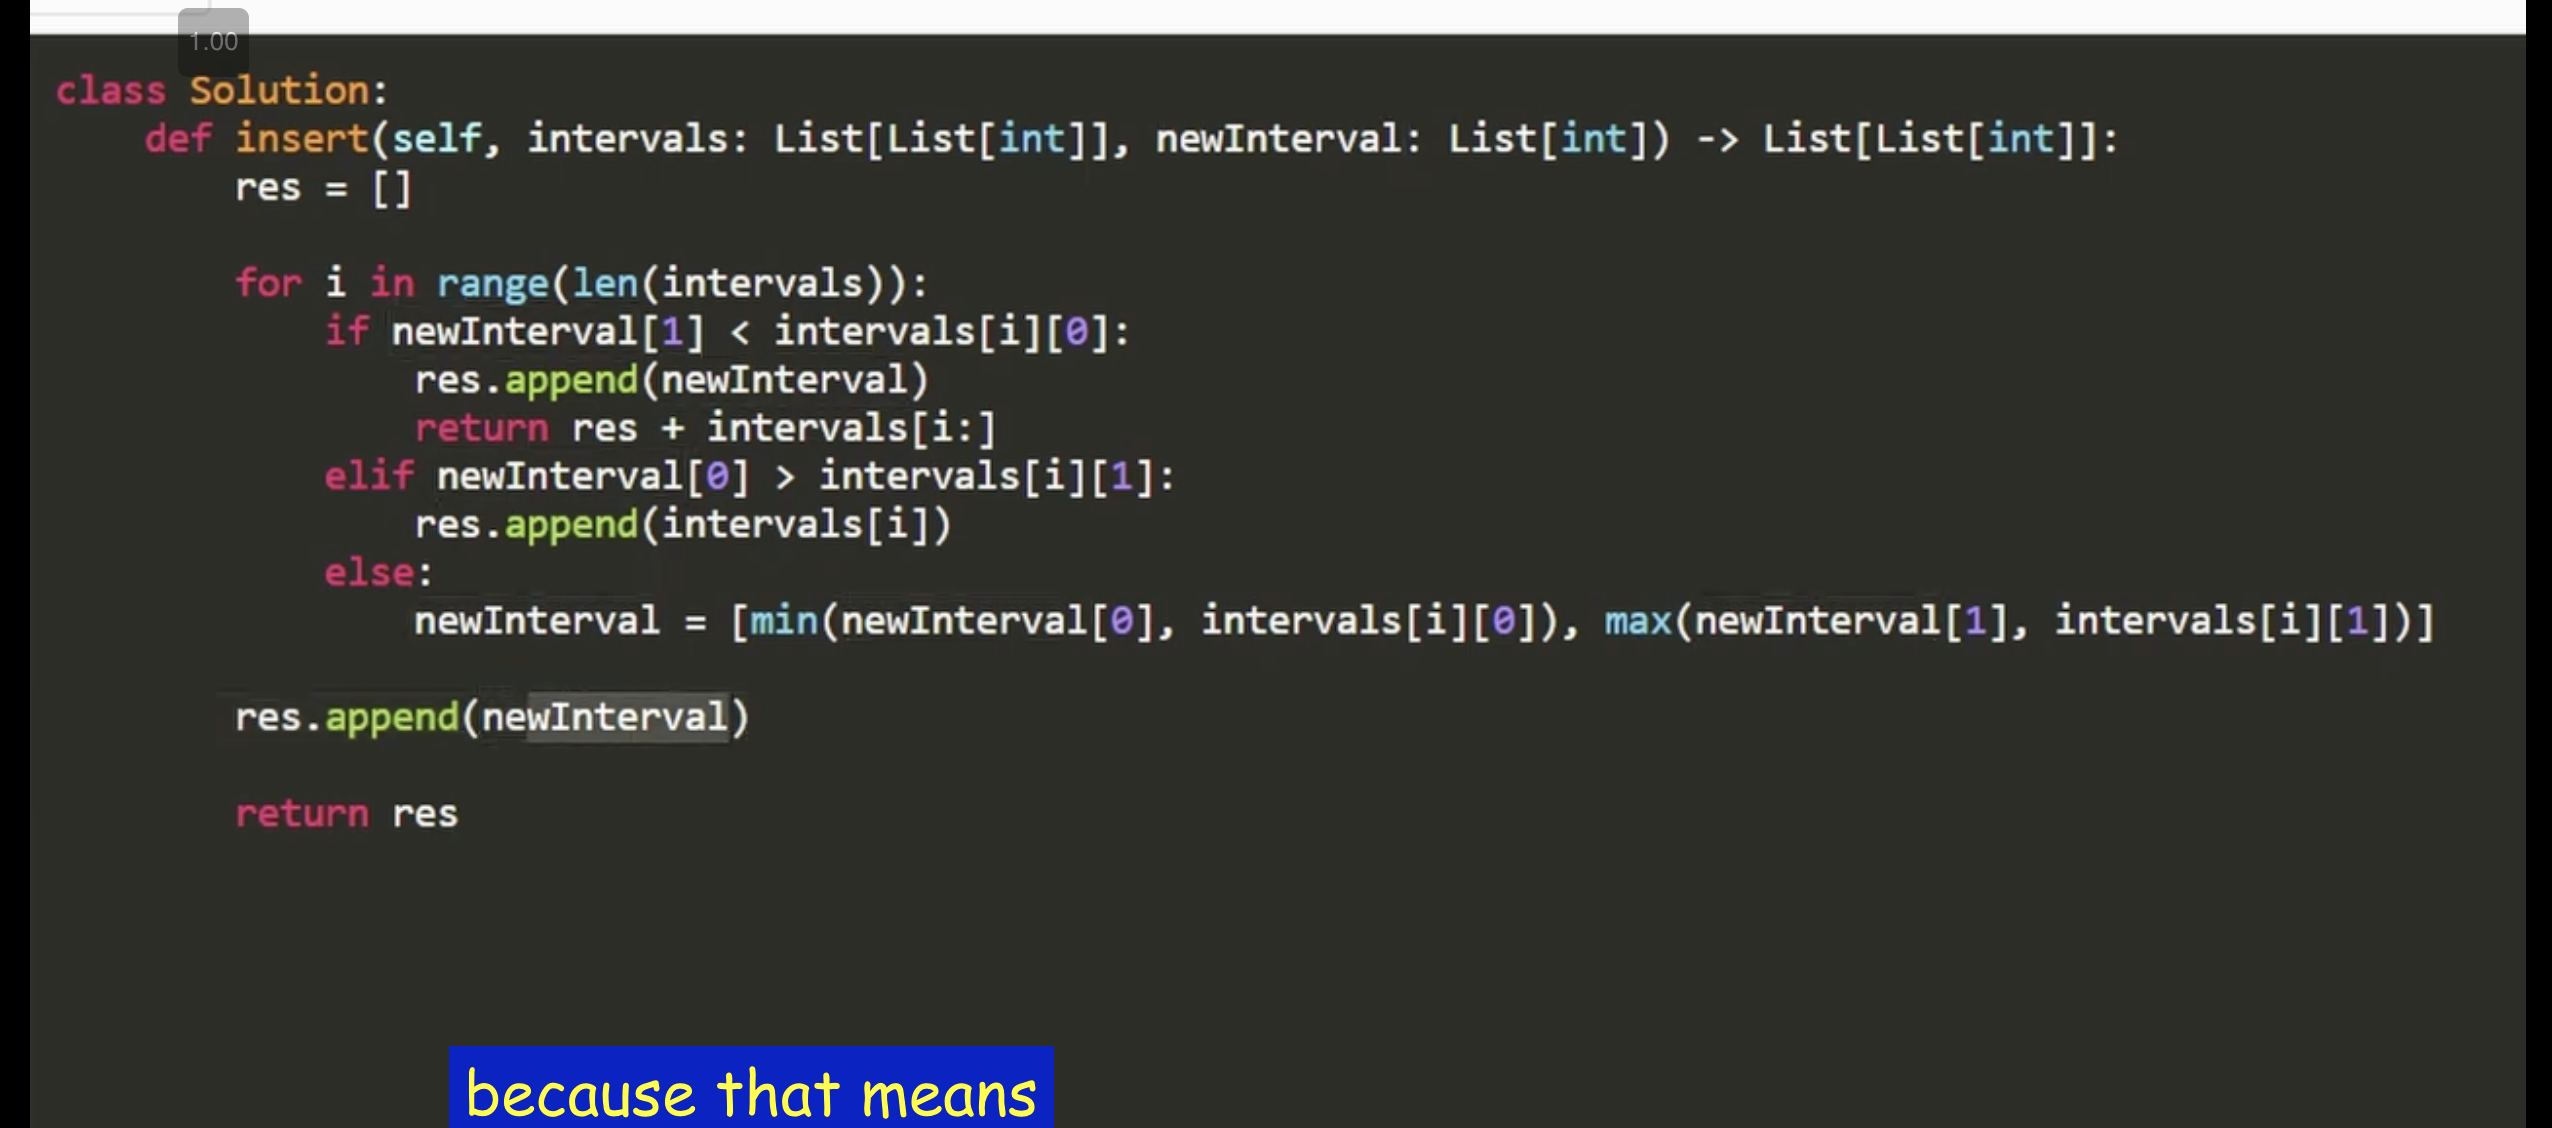 1.00
class Solution:
def insert(self, intervals: List[List[int]], newInterval: List[int]) -> List[List[int]]:
res = []
for i in range(len(intervals)):
if newInterval[1] < intervals[i][0]:
res.append(newInterval)
return res + intervals[i:]
elif newInterval[0] > intervals[i][1]:
res.append(intervals[i])
else:
newInterval = [min(newInterval[0], intervals[i][0]), max(newInterval[1], intervals[i][1])]
res.append(newInterval)
return res
because that means